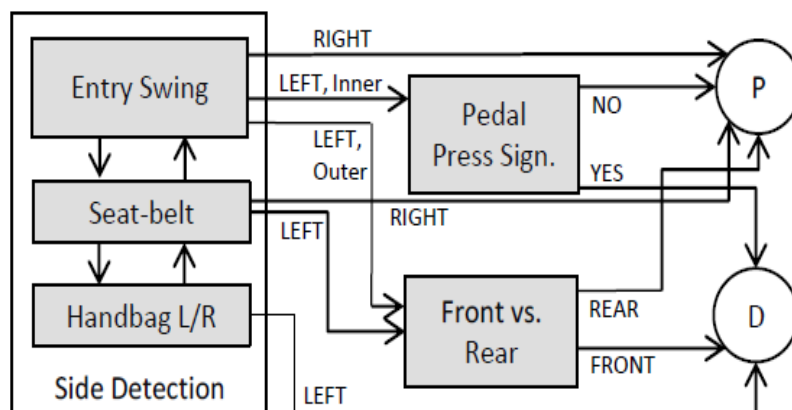 RIGHT
Entry Swing
LEFT, Inner
Pedal
Press Sign.
NO
P
LEFT,
Outer
YES
Seat-belt
RIGHT
LEFT
Handbag L/R
Front vs.
Rear
REAR
D
FRONT
Side Detection
LEFT